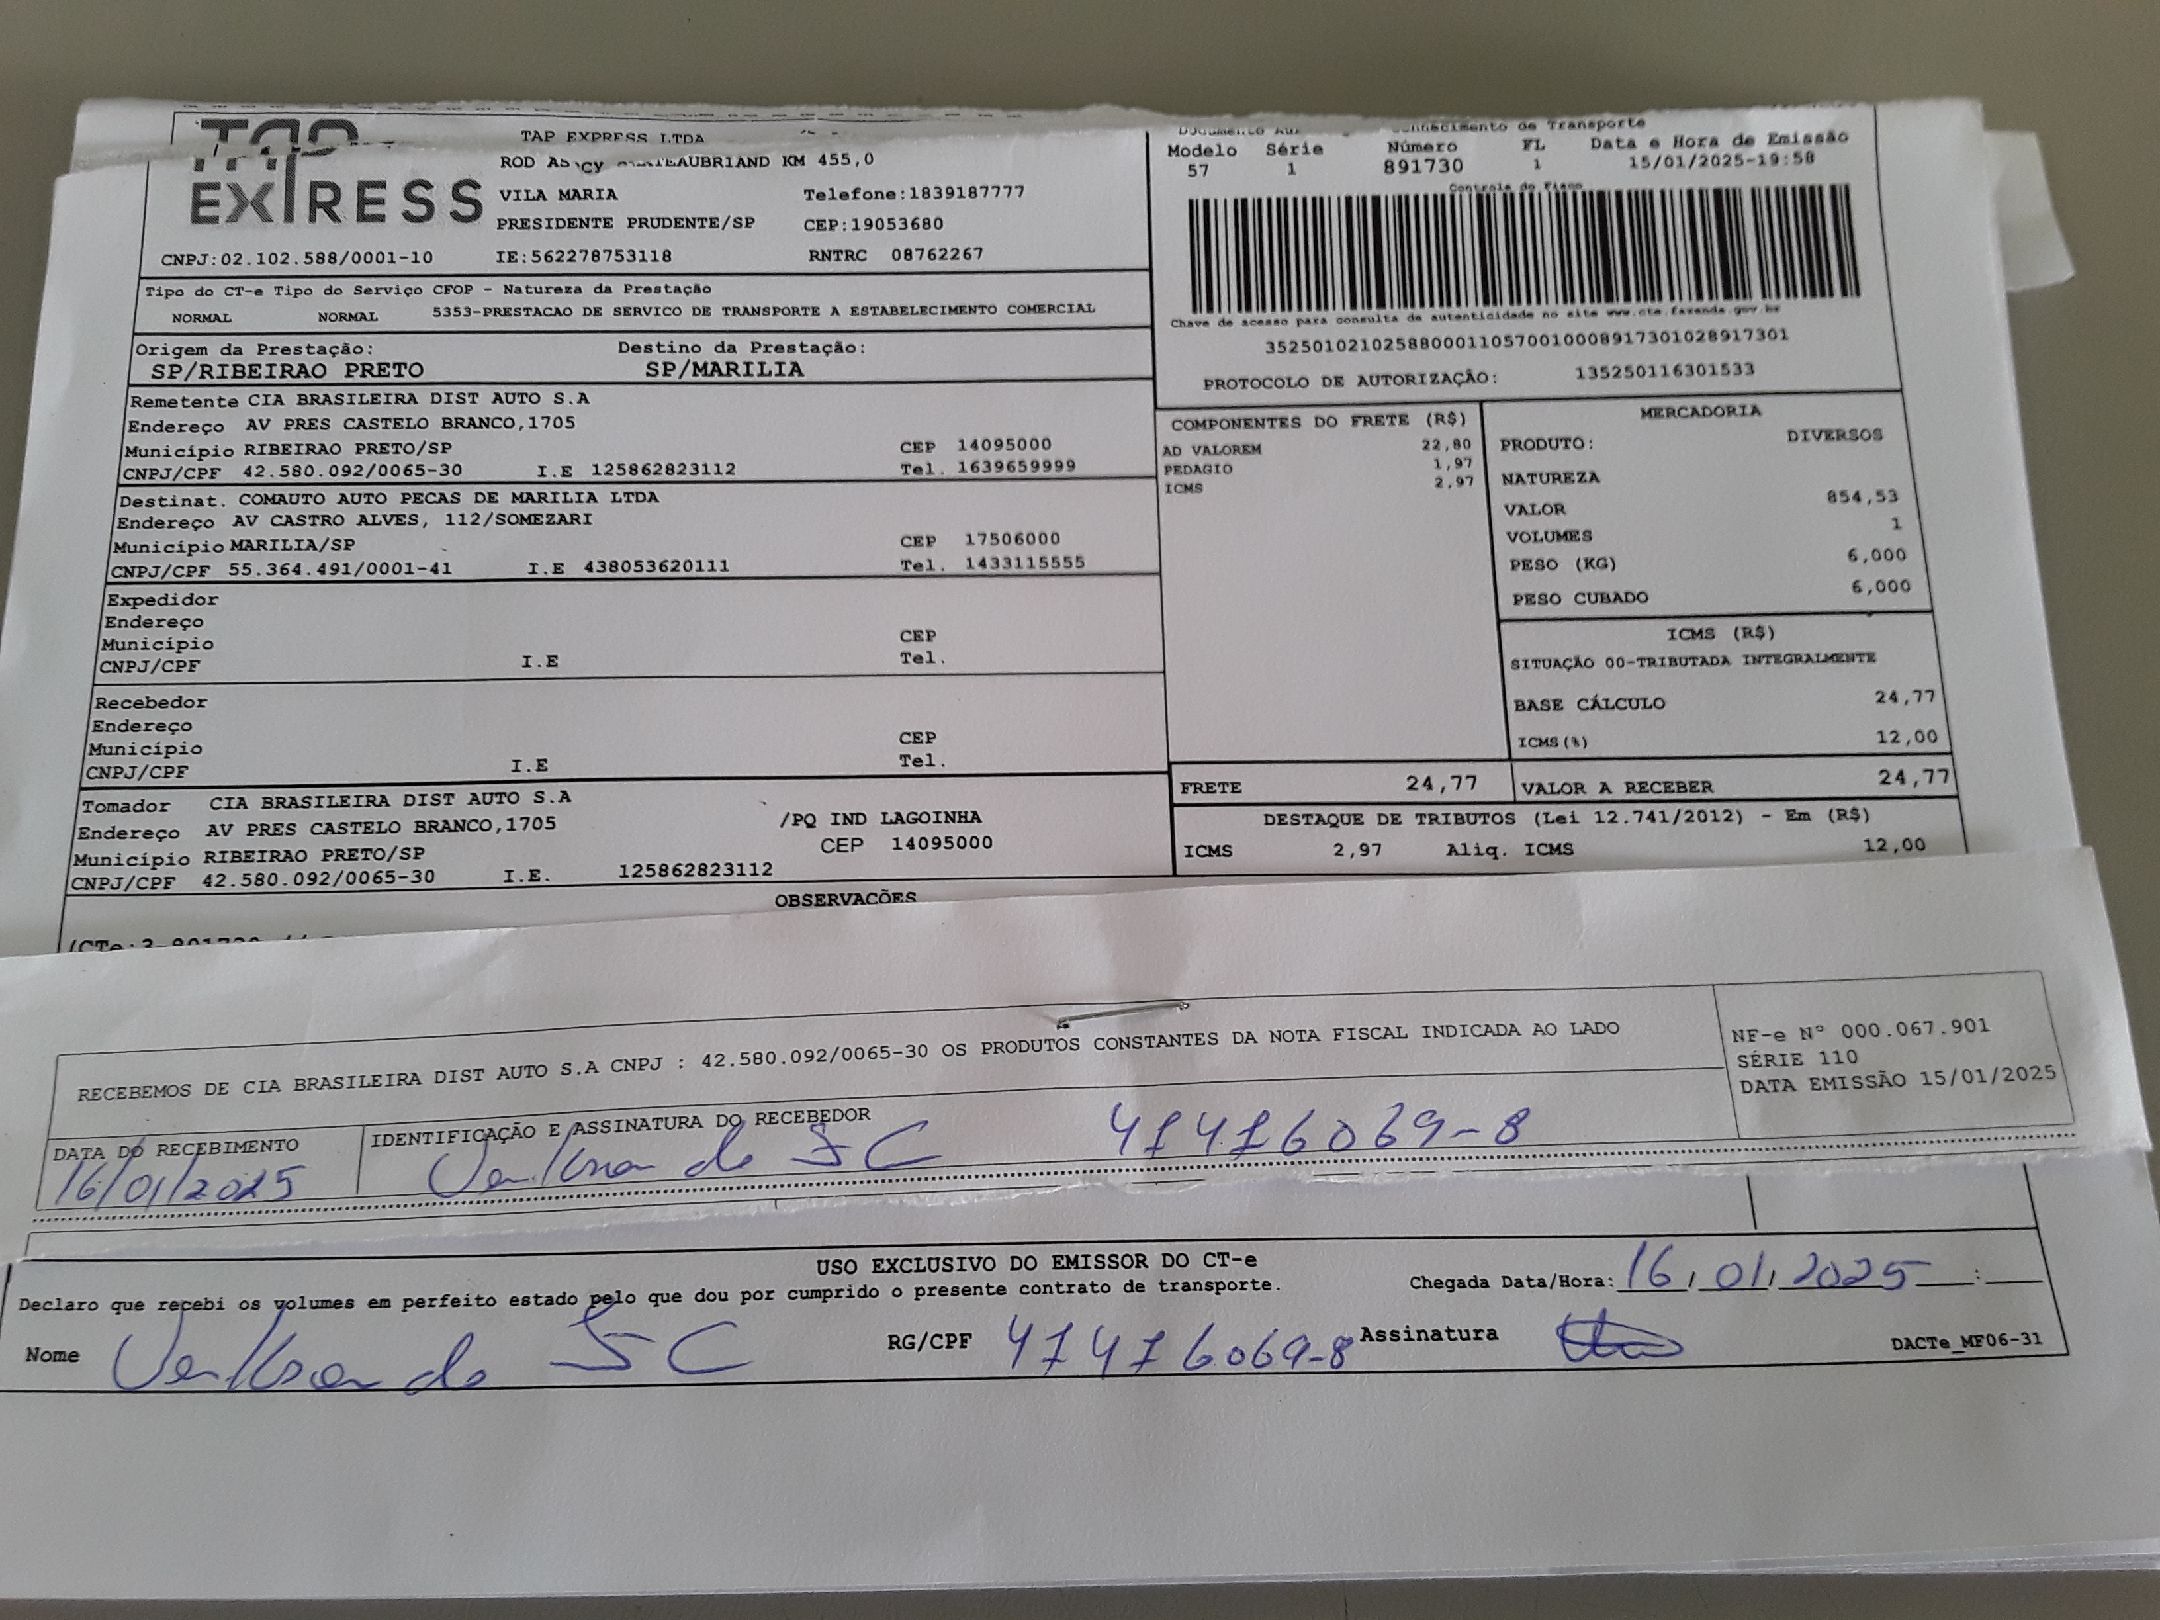 TAP EXPRESS LTDA
EXPRESS
ROD KM 455,0
VILA MARIA Telefone:1839187777
PRESIDENTE PRUDENTE/SP CEP:19053680
CNPJ:02.102.588/0001-10 IE:562278753118 RNTRC 08762267
Conhecimento de Transporte
Modelo Série Número FL Data e Hora de Emissão
57 1 891730 1 15/01/2025-19:58
Controle do Fisco
Chave de acesso para consulta de autenticidade no site www.cte.fazenda.gov.br
35250102102588000110570010008917301028917301
PROTOCOLO DE AUTORIZAÇÃO: 135250116301533
Tipo do CT-e Tipo do Serviço CFOP - Natureza da Prestação
NORMAL NORMAL 5353-PRESTACAO DE SERVICO DE TRANSPORTE A ESTABELECIMENTO COMERCIAL
Origem da Prestação: Destino da Prestação:
SP/RIBEIRAO PRETO SP/MARILIA
Remetente CIA BRASILEIRA DIST AUTO S.A
Endereço AV PRES CASTELO BRANCO,1705
Município RIBEIRAO PRETO/SP CEP 14095000
CNPJ/CPF 42.580.092/0065-30 I.E 125862823112 Tel. 1639659999
Destinat. COMAUTO AUTO PECAS DE MARILIA LTDA
Endereço AV CASTRO ALVES, 112/SOMEZARI
Município MARILIA/SP CEP 17506000
CNPJ/CPF 55.364.491/0001-41 I.E 438053620111 Tel. 1433115555
Expedidor
Endereço
Município CEP
CNPJ/CPF I.E Tel.
Recebedor
Endereço
Município CEP
CNPJ/CPF I.E Tel.
Tomador CIA BRASILEIRA DIST AUTO S.A
Endereço AV PRES CASTELO BRANCO,1705 /PQ IND LAGOINHA
Município RIBEIRAO PRETO/SP CEP 14095000
CNPJ/CPF 42.580.092/0065-30 I.E. 125862823112
COMPONENTES DO FRETE (R$)
AD VALOREM 22,80
PEDAGIO 1,97
ICMS 2,97
MERCADORIA
PRODUTO: DIVERSOS
NATUREZA
VALOR 854,53
VOLUMES 1
PESO (KG) 6,000
PESO CUBADO 6,000
ICMS (R$)
SITUAÇÃO 00-TRIBUTADA INTEGRALMENTE
BASE CÁLCULO 24,77
ICMS(%) 12,00
FRETE 24,77 VALOR A RECEBER 24,77
DESTAQUE DE TRIBUTOS (Lei 12.741/2012) - Em (R$)
ICMS 2,97 Aliq. ICMS 12,00
OBSERVAÇÕES
RECEBEMOS DE CIA BRASILEIRA DIST AUTO S.A CNPJ : 42.580.092/0065-30 OS PRODUTOS CONSTANTES DA NOTA FISCAL INDICADA AO LADO
NF-e N° 000.067.901
SÉRIE 110
DATA EMISSÃO 15/01/2025
DATA DO RECEBIMENTO IDENTIFICAÇÃO E ASSINATURA DO RECEBEDOR
16/01/2025 41416069-8
USO EXCLUSIVO DO EMISSOR DO CT-e
Declaro que recebi os volumes em perfeito estado pelo que dou por cumprido o presente contrato de transporte. Chegada Data/Hora: 16/01/2025 :
Nome RG/CPF 41416069-8 Assinatura DACTe_MF06-31